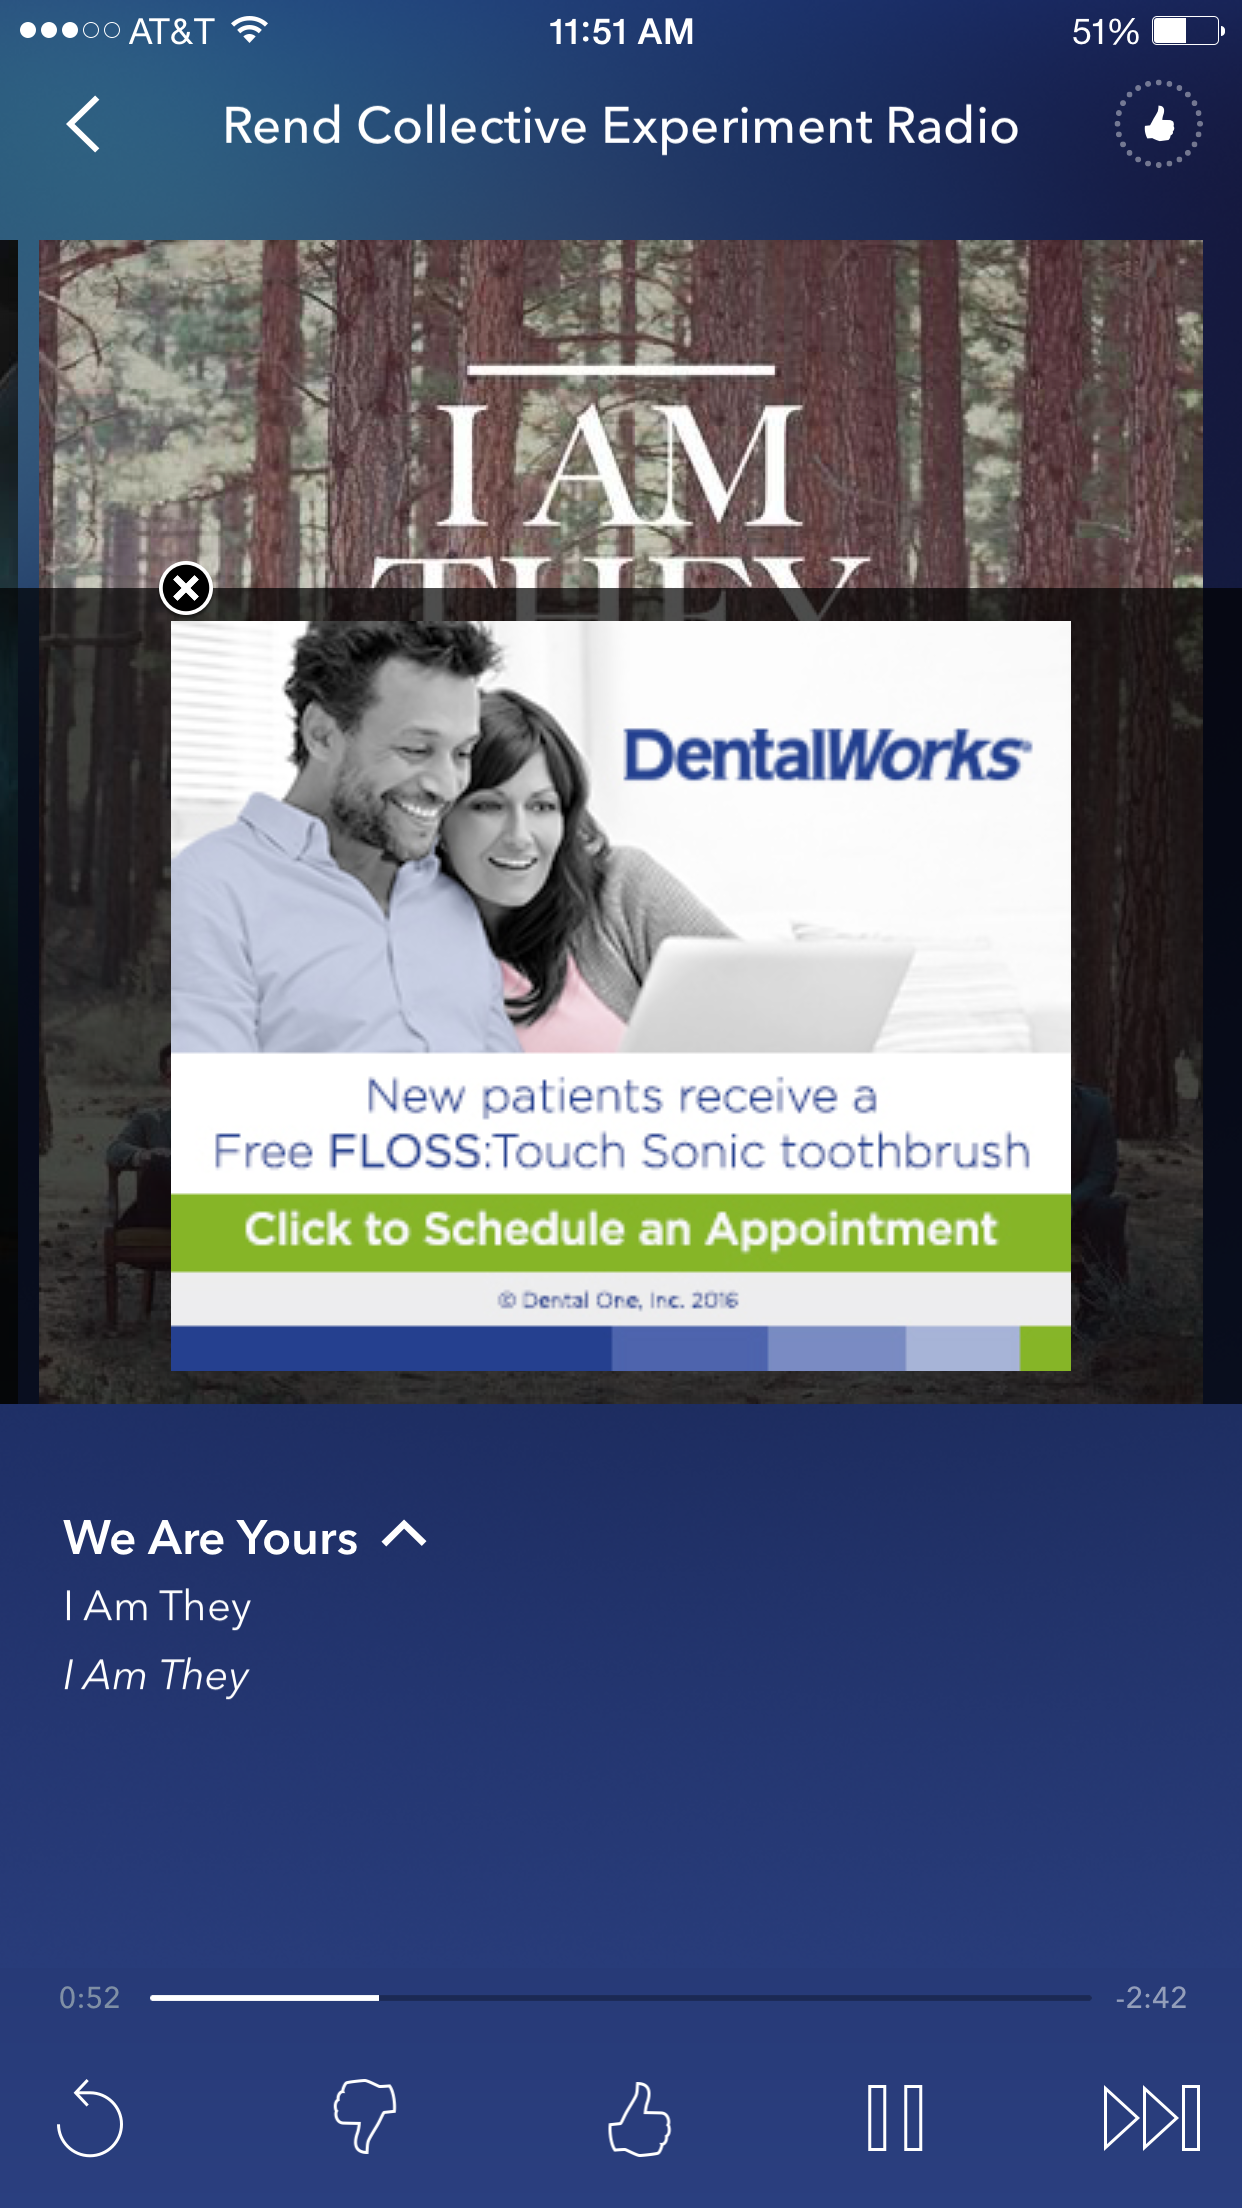 AT&T 11:51 AM 51%
Rend Collective Experiment Radio
I AM
THEY
DentalWorks
New patients receive a
Free FLOSS:Touch Sonic toothbrush
Click to Schedule an Appointment
© Dental One, Inc. 2016
We Are Yours
I Am They
I Am They
0:52 -2:42